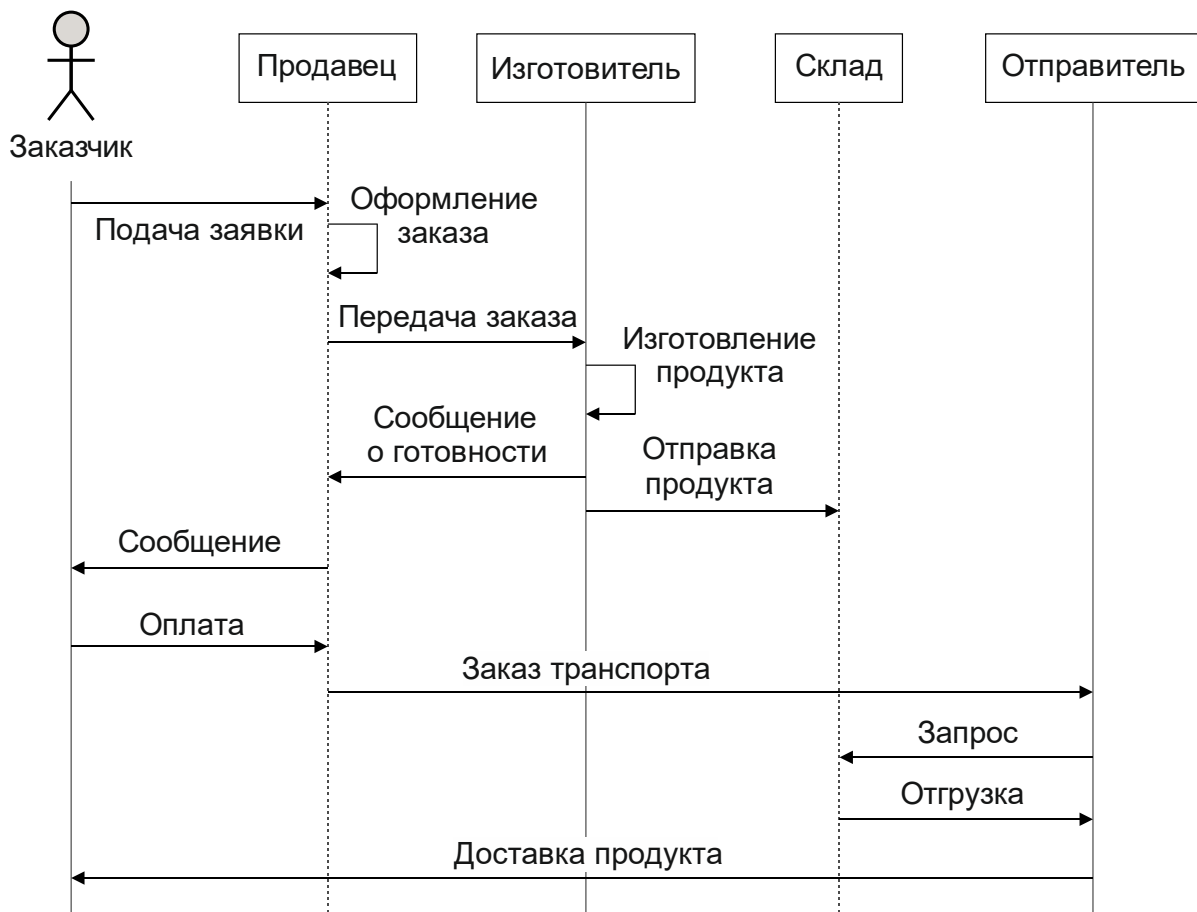 Продавец
Изготовитель
Склад
Отправитель
Заказчик
Оформление
заказа
Подача заявки
Передача заказа
Изготовление
продукта
Сообщение
о готовности
Отправка
продукта
Сообщение
Оплата
Заказ транспорта
Запрос
Отгрузка
Доставка продукта